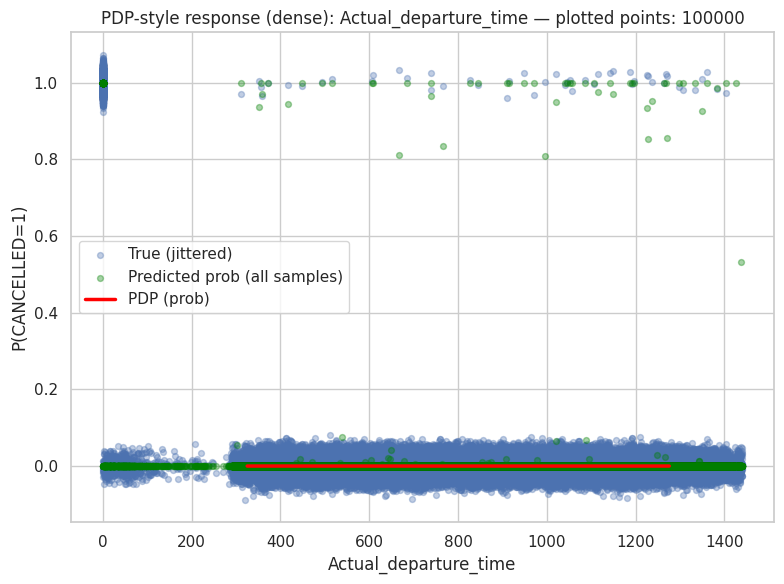 PDP-style response (dense): Actual_departure_time — plotted points: 100000
P(CANCELLED=1)
1.0
0.8
0.6
0.4
0.2
0.0
True (jittered)
Predicted prob (all samples)
PDP (prob)
0
200
400
600
800
1000
1200
1400
Actual_departure_time